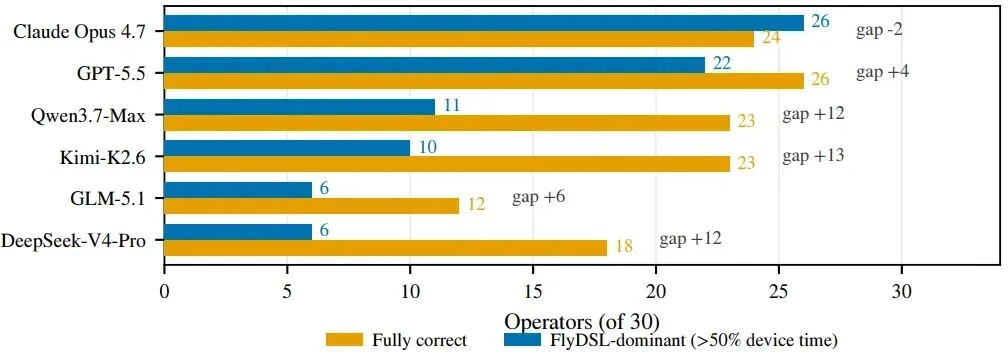 Claude Opus 4.7 26 24 gap -2
GPT-5.5 22 26 gap +4
Qwen3.7-Max 11 23 gap +12
Kimi-K2.6 10 23 gap +13
GLM-5.1 6 12 gap +6
DeepSeek-V4-Pro 6 18 gap +12
0 5 10 15 20 25 30
Operators (of 30)
Fully correct FlyDSL-dominant (>50% device time)